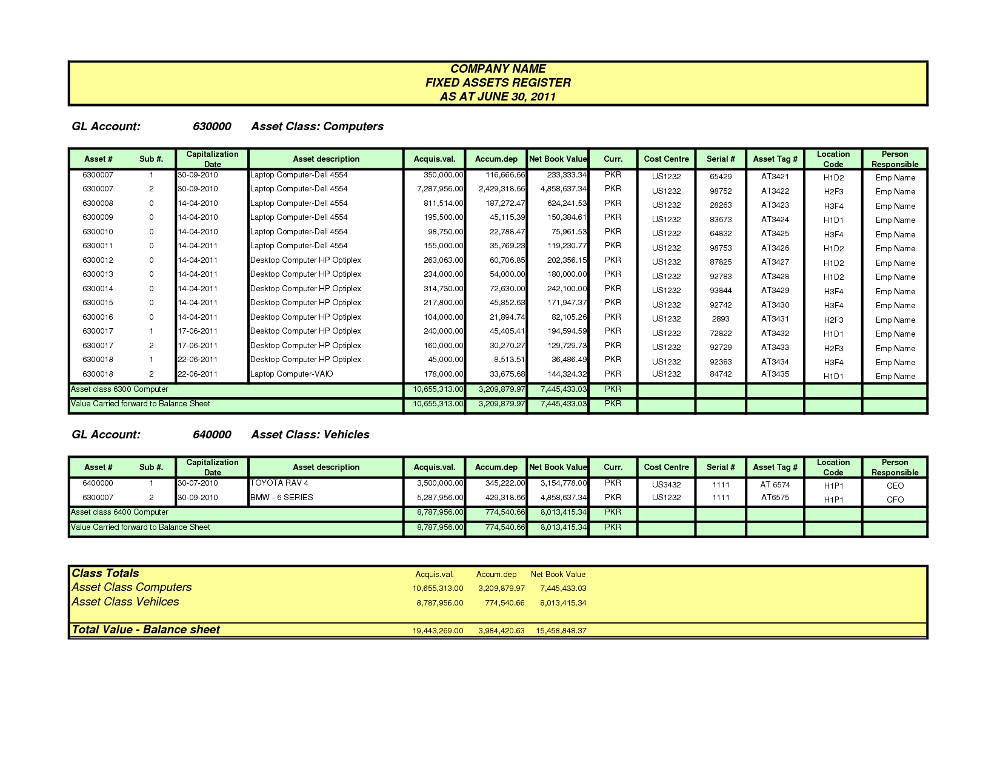 COMPANY NAME
FIXED ASSETS REGISTER
AS AT JUNE 30, 2011
GL Account: 630000 Asset Class: Computers
Asset # Sub #. Capitalization Date Asset description Acquis.val. Accum.dep Net Book Value Curr. Cost Centre Serial # Asset Tag # Location Code Person Responsible
6300007 1 30-09-2010 Laptop Computer-Dell 4554 350,000.00 116,666.66 233,333.34 PKR US1232 65429 AT3421 H1D2 Emp Name
6300007 2 30-09-2010 Laptop Computer-Dell 4554 7,287,956.00 2,429,318.66 4,858,637.34 PKR US1232 98752 AT3422 H2F3 Emp Name
6300008 0 14-04-2010 Laptop Computer-Dell 4554 811,514.00 187,272.47 624,241.53 PKR US1232 28263 AT3423 H3F4 Emp Name
6300009 0 14-04-2010 Laptop Computer-Dell 4554 195,500.00 45,115.39 150,384.61 PKR US1232 83673 AT3424 H1D1 Emp Name
6300010 0 14-04-2010 Laptop Computer-Dell 4554 98,750.00 22,788.47 75,961.53 PKR US1232 64832 AT3425 H3F4 Emp Name
6300011 0 14-04-2011 Laptop Computer-Dell 4554 155,000.00 35,769.23 119,230.77 PKR US1232 98753 AT3426 H1D2 Emp Name
6300012 0 14-04-2011 Desktop Computer HP Optiplex 263,063.00 60,706.85 202,356.15 PKR US1232 87825 AT3427 H1D2 Emp Name
6300013 0 14-04-2011 Desktop Computer HP Optiplex 234,000.00 54,000.00 180,000.00 PKR US1232 92783 AT3428 H1D2 Emp Name
6300014 0 14-04-2011 Desktop Computer HP Optiplex 314,730.00 72,630.00 242,100.00 PKR US1232 93844 AT3429 H3F4 Emp Name
6300015 0 14-04-2011 Desktop Computer HP Optiplex 217,800.00 45,852.63 171,947.37 PKR US1232 92742 AT3430 H3F4 Emp Name
6300016 0 14-04-2011 Desktop Computer HP Optiplex 104,000.00 21,894.74 82,105.26 PKR US1232 2893 AT3431 H2F3 Emp Name
6300017 1 17-06-2011 Desktop Computer HP Optiplex 240,000.00 45,405.41 194,594.59 PKR US1232 72822 AT3432 H1D1 Emp Name
6300017 2 17-06-2011 Desktop Computer HP Optiplex 160,000.00 30,270.27 129,729.73 PKR US1232 92729 AT3433 H2F3 Emp Name
6300018 1 22-06-2011 Desktop Computer HP Optiplex 45,000.00 8,513.51 36,486.49 PKR US1232 92383 AT3434 H3F4 Emp Name
6300018 2 22-06-2011 Laptop Computer-VAIO 178,000.00 33,675.68 144,324.32 PKR US1232 84742 AT3435 H1D1 Emp Name
Asset class 6300 Computer 10,655,313.00 3,209,879.97 7,445,433.03 PKR
Value Carried forward to Balance Sheet 10,655,313.00 3,209,879.97 7,445,433.03 PKR
GL Account: 640000 Asset Class: Vehicles
Asset # Sub #. Capitalization Date Asset description Acquis.val. Accum.dep Net Book Value Curr. Cost Centre Serial # Asset Tag # Location Code Person Responsible
6400000 1 30-07-2010 TOYOTA RAV 4 3,500,000.00 345,222.00 3,154,778.00 PKR US3432 1111 AT 6574 H1P1 CEO
6300007 2 30-09-2010 BMW - 6 SERIES 5,287,956.00 429,318.66 4,858,637.34 PKR US1232 1111 AT6575 H1P1 CFO
Asset class 6400 Computer 8,787,956.00 774,540.66 8,013,415.34 PKR
Value Carried forward to Balance Sheet 8,787,956.00 774,540.66 8,013,415.34 PKR
Class Totals Acquis.val. Accum.dep Net Book Value
Asset Class Computers 10,655,313.00 3,209,879.97 7,445,433.03
Asset Class Vehilces 8,787,956.00 774,540.66 8,013,415.34
Total Value - Balance sheet 19,443,269.00 3,984,420.63 15,458,848.37